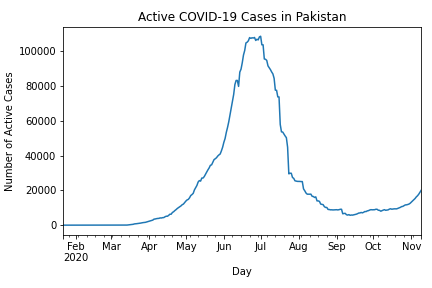 Active COVID-19 Cases in Pakistan
Number of Active Cases
100000
80000
60000
40000
20000
0
Feb Mar Apr May Jun Jul Aug Sep Oct Nov
2020
Day